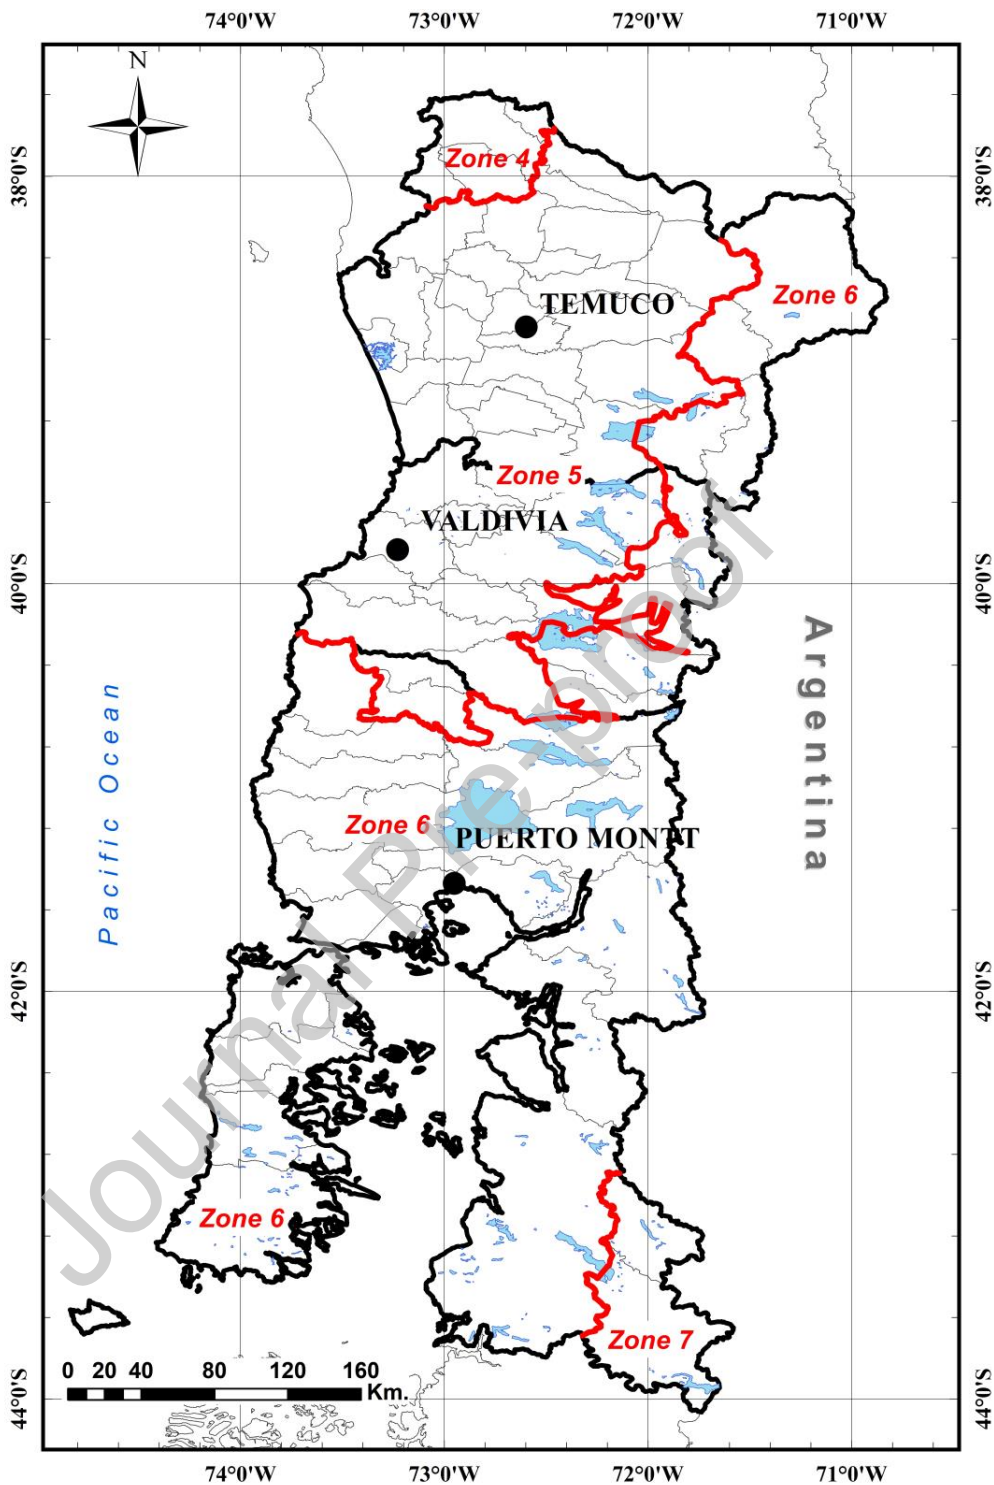 74°0'W 73°0'W 72°0'W 71°0'W
N
38°0'S 38°0'S
Zone 4
Zone 6
TEMUCO
Zone 5
VALDIVIA
40°0'S 40°0'S
Argentina
Pacific Ocean
Zone 6
PUERTO MONTT
42°0'S 42°0'S
Zone 6
Zone 7
0 20 40 80 120 160
Km.
44°0'S 44°0'S
74°0'W 73°0'W 72°0'W 71°0'W
Journal Pre-proof